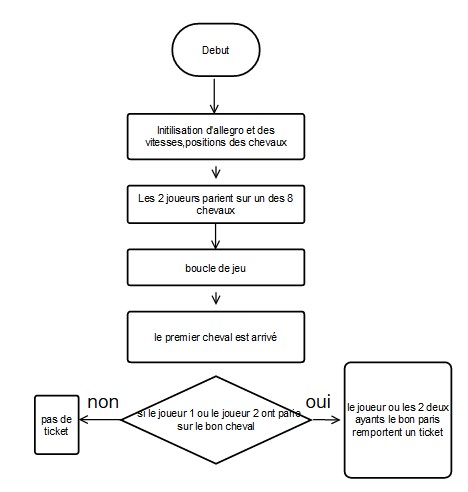 Debut
Initilisation d'allegro et des
vitesses,positions des chevaux
Les 2 joueurs parient sur un des 8
chevaux
boucle de jeu
le premier cheval est arrivé
non
oui
si le joueur 1 ou le joueur 2 ont parié
sur le bon cheval
pas de
ticket
le joueur ou les 2 deux
ayants le bon paris
remportent un ticket